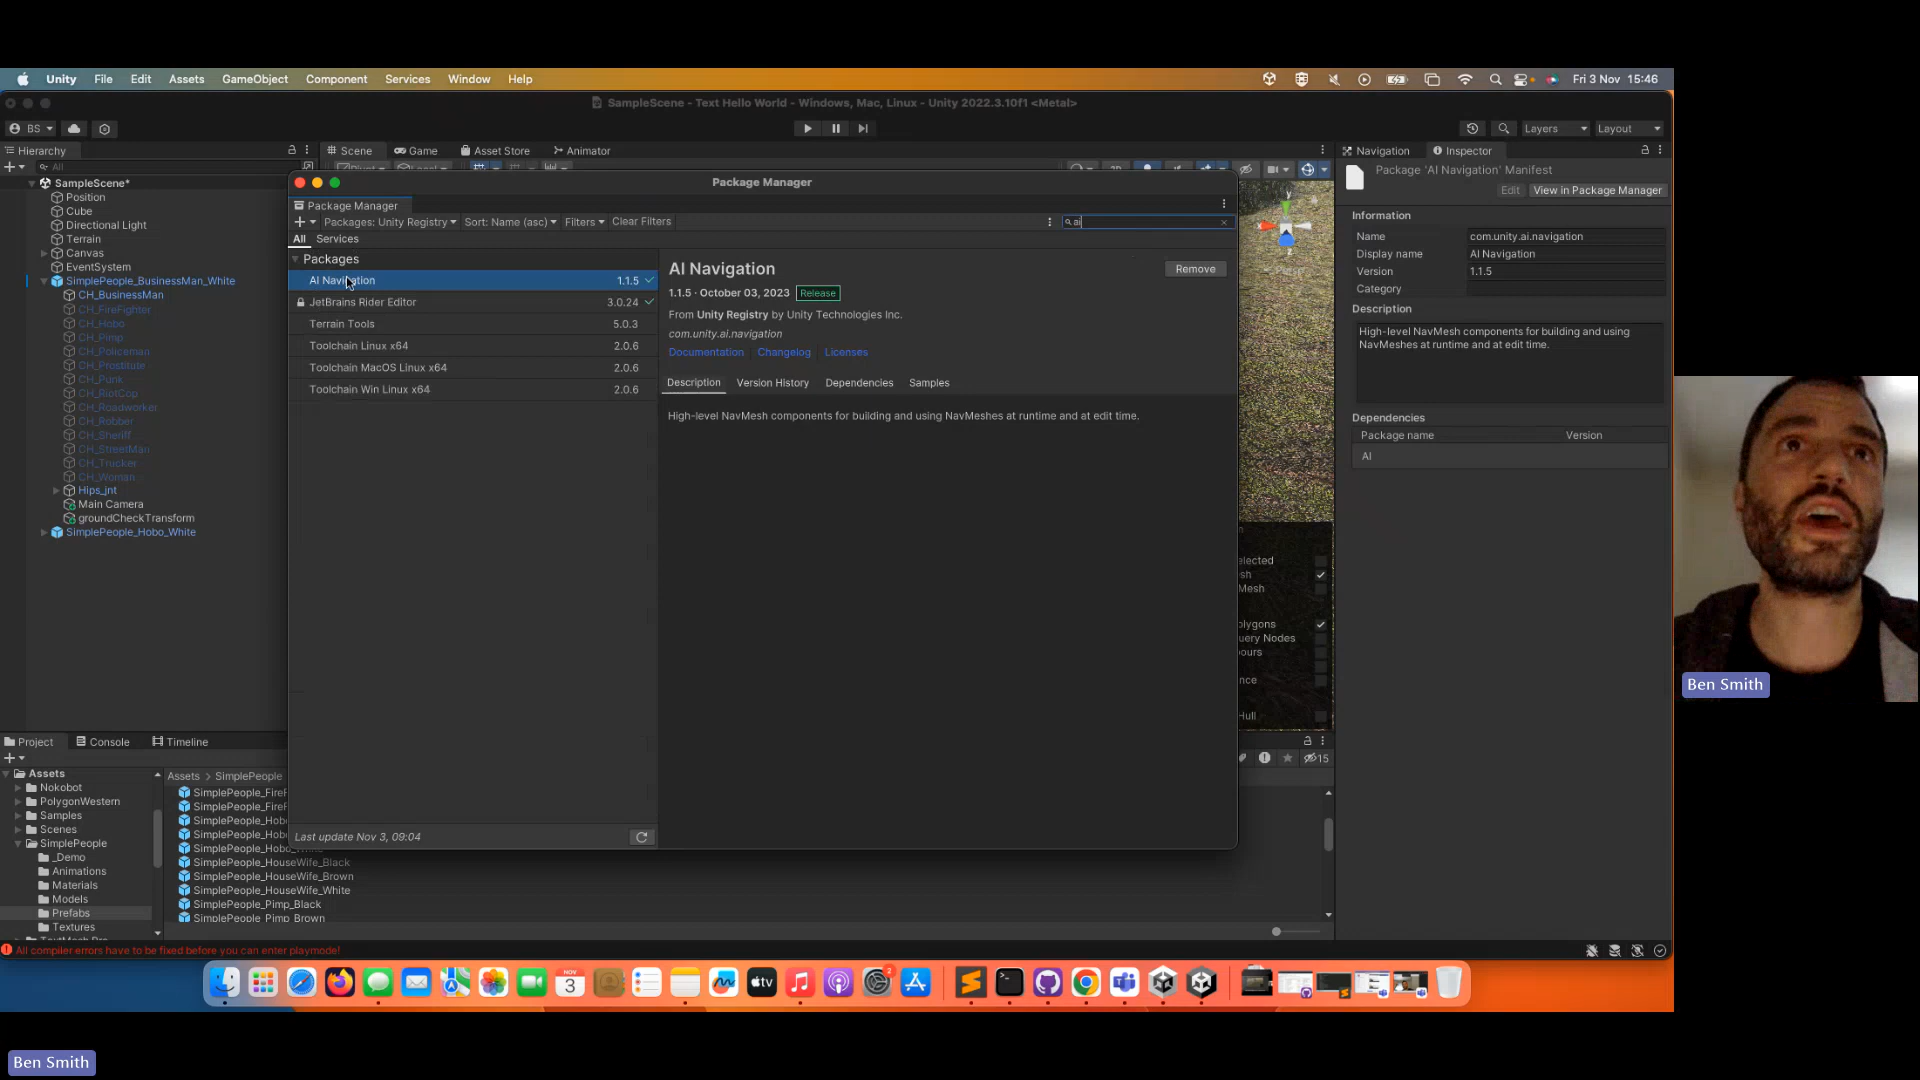 Unity File Edit Assets GameObject Component Services Window Help
Fri 3 Nov 15:46
SampleScene - Text Hello World - Windows, Mac, Linux - Unity 2022.3.10f1 <Metal>
BS
Layers Layout
Hierarchy
All
SampleScene*
Position
Cube
Directional Light
Terrain
Canvas
EventSystem
SimplePeople_BusinessMan_White
CH_BusinessMan
CH_FireFighter
CH_Hobo
CH_Pimp
CH_Policeman
CH_Prostitute
CH_Punk
CH_RiotCop
CH_Roadworker
CH_Robber
CH_Sheriff
CH_StreetMan
CH_Trucker
CH_Woman
Hips_jnt
Main Camera
groundCheckTransform
SimplePeople_Hobo_White
Scene Game Asset Store Animator
Package Manager
Package Manager
Packages: Unity Registry Sort: Name (asc) Filters Clear Filters
ai
All Services
Packages
AI Navigation 1.1.5
JetBrains Rider Editor 3.0.24
Terrain Tools 5.0.3
Toolchain Linux x64 2.0.6
Toolchain MacOS Linux x64 2.0.6
Toolchain Win Linux x64 2.0.6
Last update Nov 3, 09:04
AI Navigation
Remove
1.1.5 · October 03, 2023 Release
From Unity Registry by Unity Technologies Inc.
com.unity.ai.navigation
Documentation Changelog Licenses
Description Version History Dependencies Samples
High-level NavMesh components for building and using NavMeshes at runtime and at edit time.
Navigation Inspector
Package 'AI Navigation' Manifest
Edit View in Package Manager
Information
Name com.unity.ai.navigation
Display name AI Navigation
Version 1.1.5
Category
Description
High-level NavMesh components for building and using
NavMeshes at runtime and at edit time.
Dependencies
Package name Version
AI
Project Console Timeline
Assets
Nokobot
PolygonWestern
Samples
Scenes
SimplePeople
_Demo
Animations
Materials
Models
Prefabs
Textures
Assets > SimplePeople
SimplePeople_HouseWife_Black
SimplePeople_HouseWife_Brown
SimplePeople_HouseWife_White
SimplePeople_Pimp_Black
SimplePeople_Pimp_Brown
15
All compiler errors have to be fixed before you can enter playmode!
NOV
3
tv
2
Ben Smith
Ben Smith